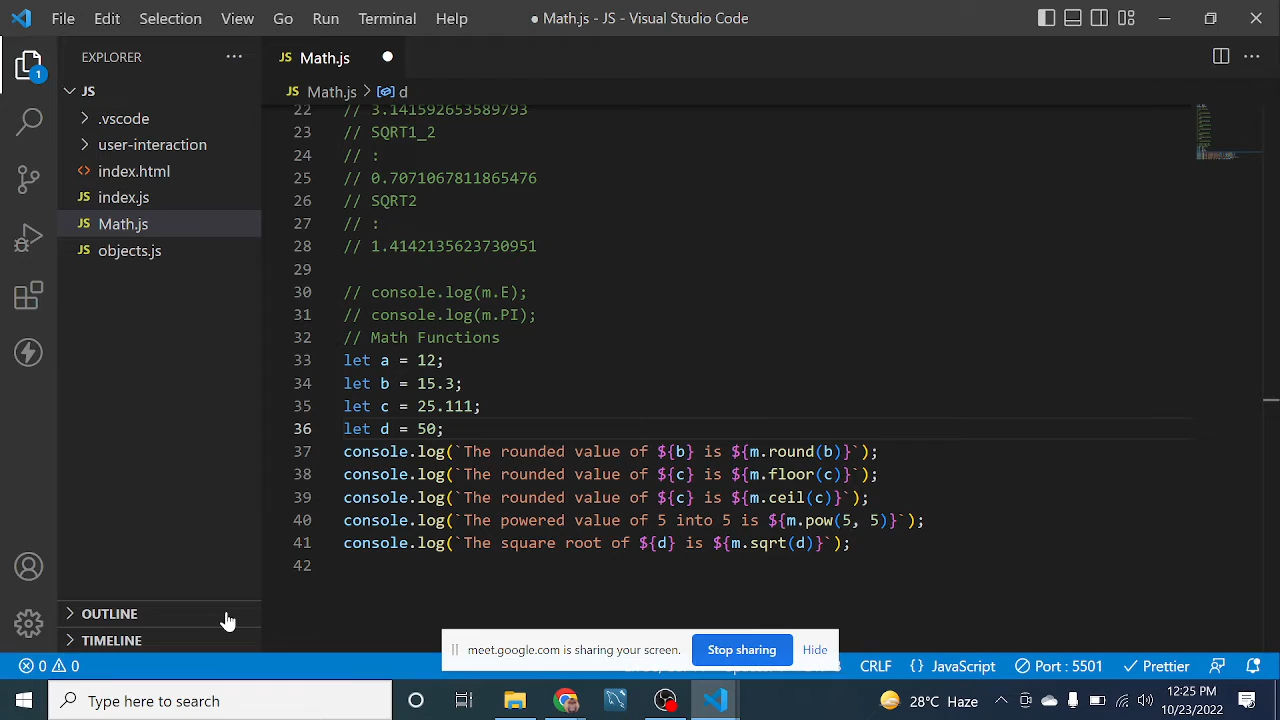 File Edit Selection View Go Run Terminal Help
● Math.js - JS - Visual Studio Code
EXPLORER
JS Math.js
JS
JS Math.js > d
.vscode
user-interaction
<> index.html
JS index.js
JS Math.js
JS objects.js
22 // 3.141592653589793
23 // SQRT1_2
24 // :
25 // 0.7071067811865476
26 // SQRT2
27 // :
28 // 1.4142135623730951
29
30 // console.log(m.E);
31 // console.log(m.PI);
32 // Math Functions
33 let a = 12;
34 let b = 15.3;
35 let c = 25.111;
36 let d = 50;
37 console.log(`The rounded value of ${b} is ${m.round(b)}`);
38 console.log(`The rounded value of ${c} is ${m.floor(c)}`);
39 console.log(`The rounded value of ${c} is ${m.ceil(c)}`);
40 console.log(`The powered value of 5 into 5 is ${m.pow(5, 5)}`);
41 console.log(`The square root of ${d} is ${m.sqrt(d)}`);
42
1
OUTLINE
TIMELINE
meet.google.com is sharing your screen. Stop sharing Hide
0 0
CRLF {} JavaScript Port : 5501 Prettier
Type here to search
28°C Haze
12:25 PM
10/23/2022